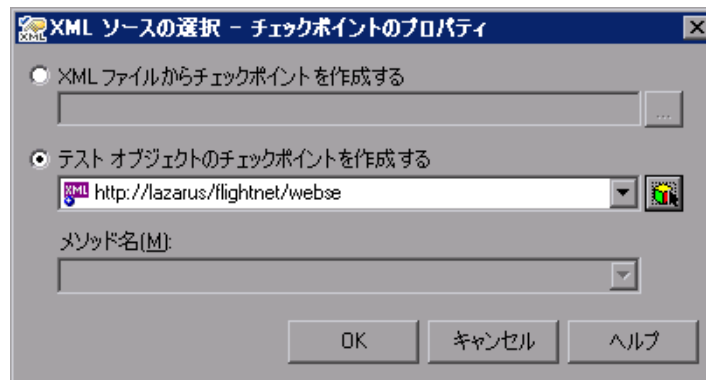 XML ソースの選択 - チェックポイントのプロパティ
XML ファイルからチェックポイントを作成する
...
テスト オブジェクトのチェックポイントを作成する
XML http://lazarus/flightnet/webse
メソッド名(M):
OK キャンセル ヘルプ